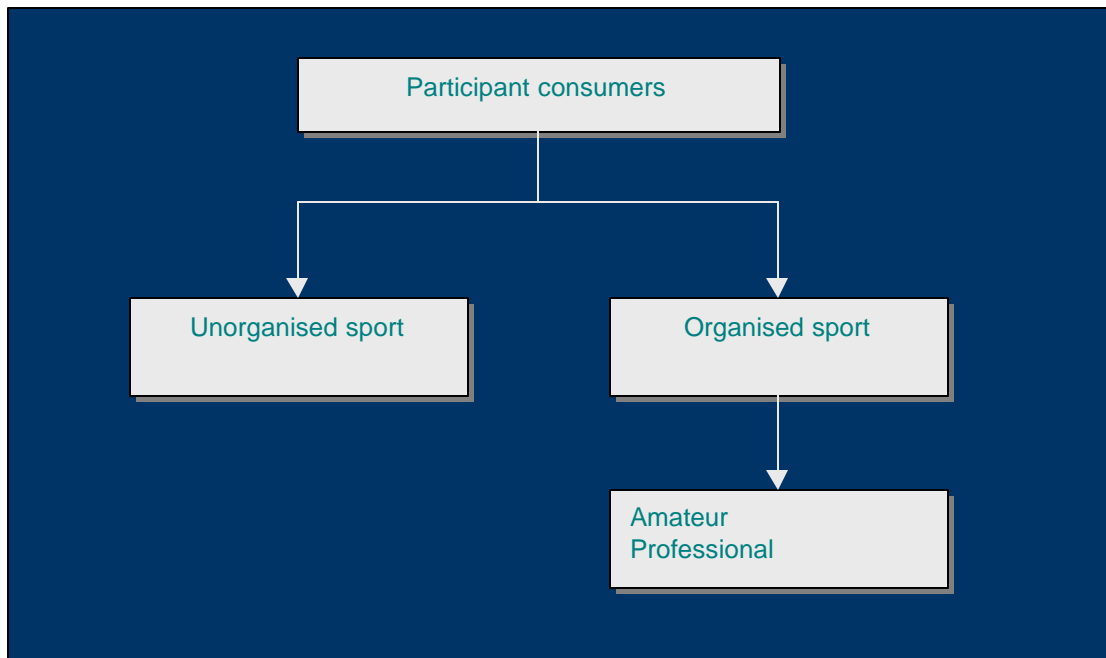 Participant consumers
Unorganised sport
Organised sport
Amateur
Professional